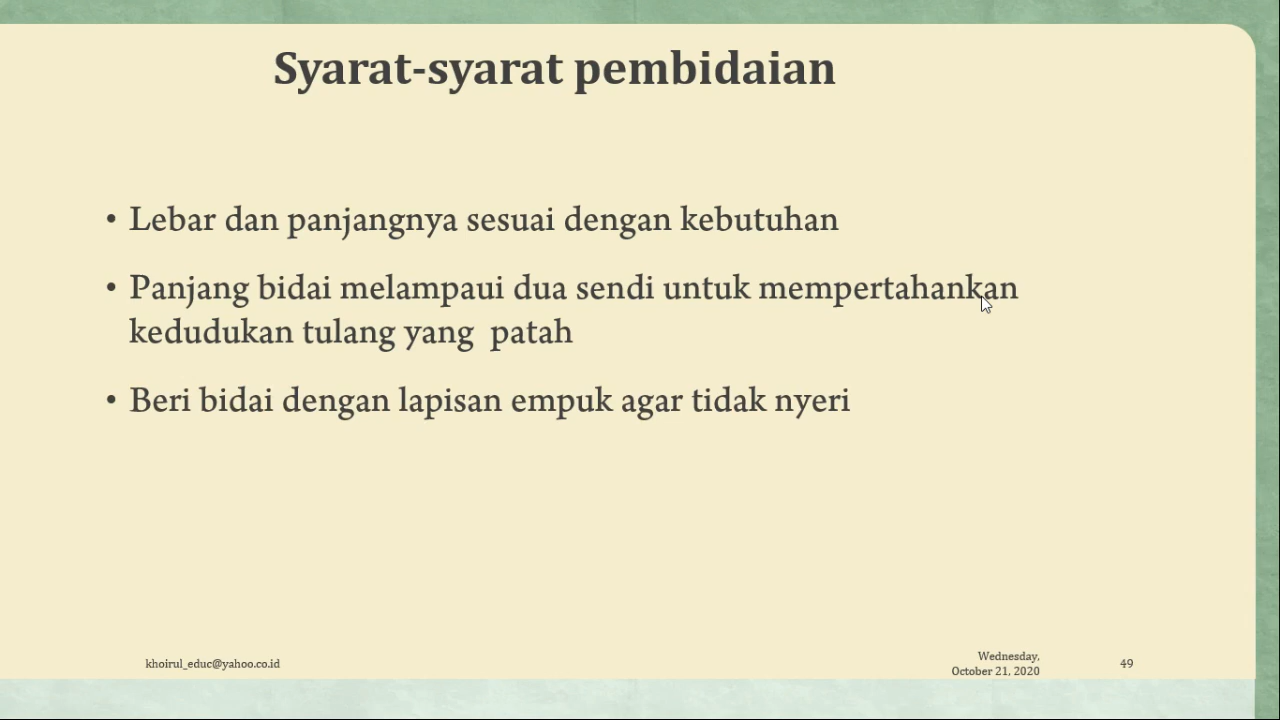 Syarat-syarat pembidaian
• Lebar dan panjangnya sesuai dengan kebutuhan
• Panjang bidai melampaui dua sendi untuk mempertahankan
kedudukan tulang yang  patah
• Beri bidai dengan lapisan empuk agar tidak nyeri
khoirul_educ@yahoo.co.id
Wednesday,
October 21, 2020
49